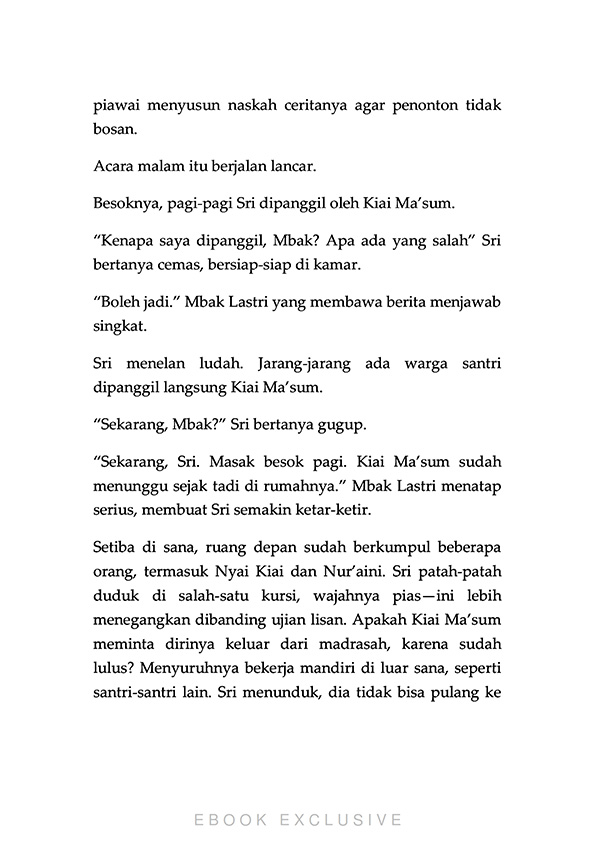 piawai menyusun naskah ceritanya agar penonton tidak
bosan.
Acara malam itu berjalan lancar.
Besoknya, pagi-pagi Sri dipanggil oleh Kiai Ma’sum.
“Kenapa saya dipanggil, Mbak? Apa ada yang salah” Sri
bertanya cemas, bersiap-siap di kamar.
“Boleh jadi.” Mbak Lastri yang membawa berita menjawab
singkat.
Sri menelan ludah. Jarang-jarang ada warga santri
dipanggil langsung Kiai Ma’sum.
“Sekarang, Mbak?” Sri bertanya gugup.
“Sekarang, Sri. Masak besok pagi. Kiai Ma’sum sudah
menunggu sejak tadi di rumahnya.” Mbak Lastri menatap
serius, membuat Sri semakin ketar-ketir.
Setiba di sana, ruang depan sudah berkumpul beberapa
orang, termasuk Nyai Kiai dan Nur’aini. Sri patah-patah
duduk di salah-satu kursi, wajahnya pias—ini lebih
menegangkan dibanding ujian lisan. Apakah Kiai Ma’sum
meminta dirinya keluar dari madrasah, karena sudah
lulus? Menyuruhnya bekerja mandiri di luar sana, seperti
santri-santri lain. Sri menunduk, dia tidak bisa pulang ke
EBOOK EXCLUSIVE